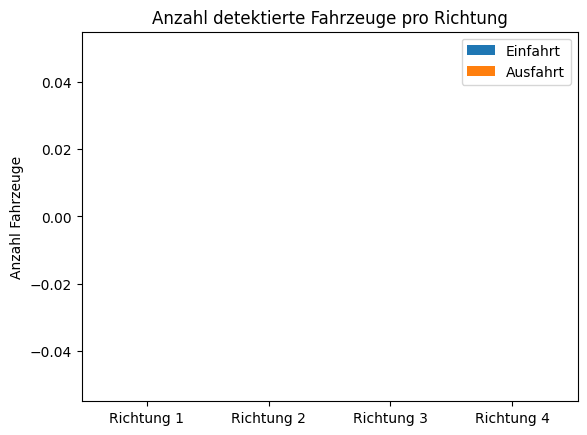 Anzahl detektierte Fahrzeuge pro Richtung
Einfahrt
Ausfahrt
Anzahl Fahrzeuge
0.04
0.02
0.00
−0.02
−0.04
Richtung 1
Richtung 2
Richtung 3
Richtung 4